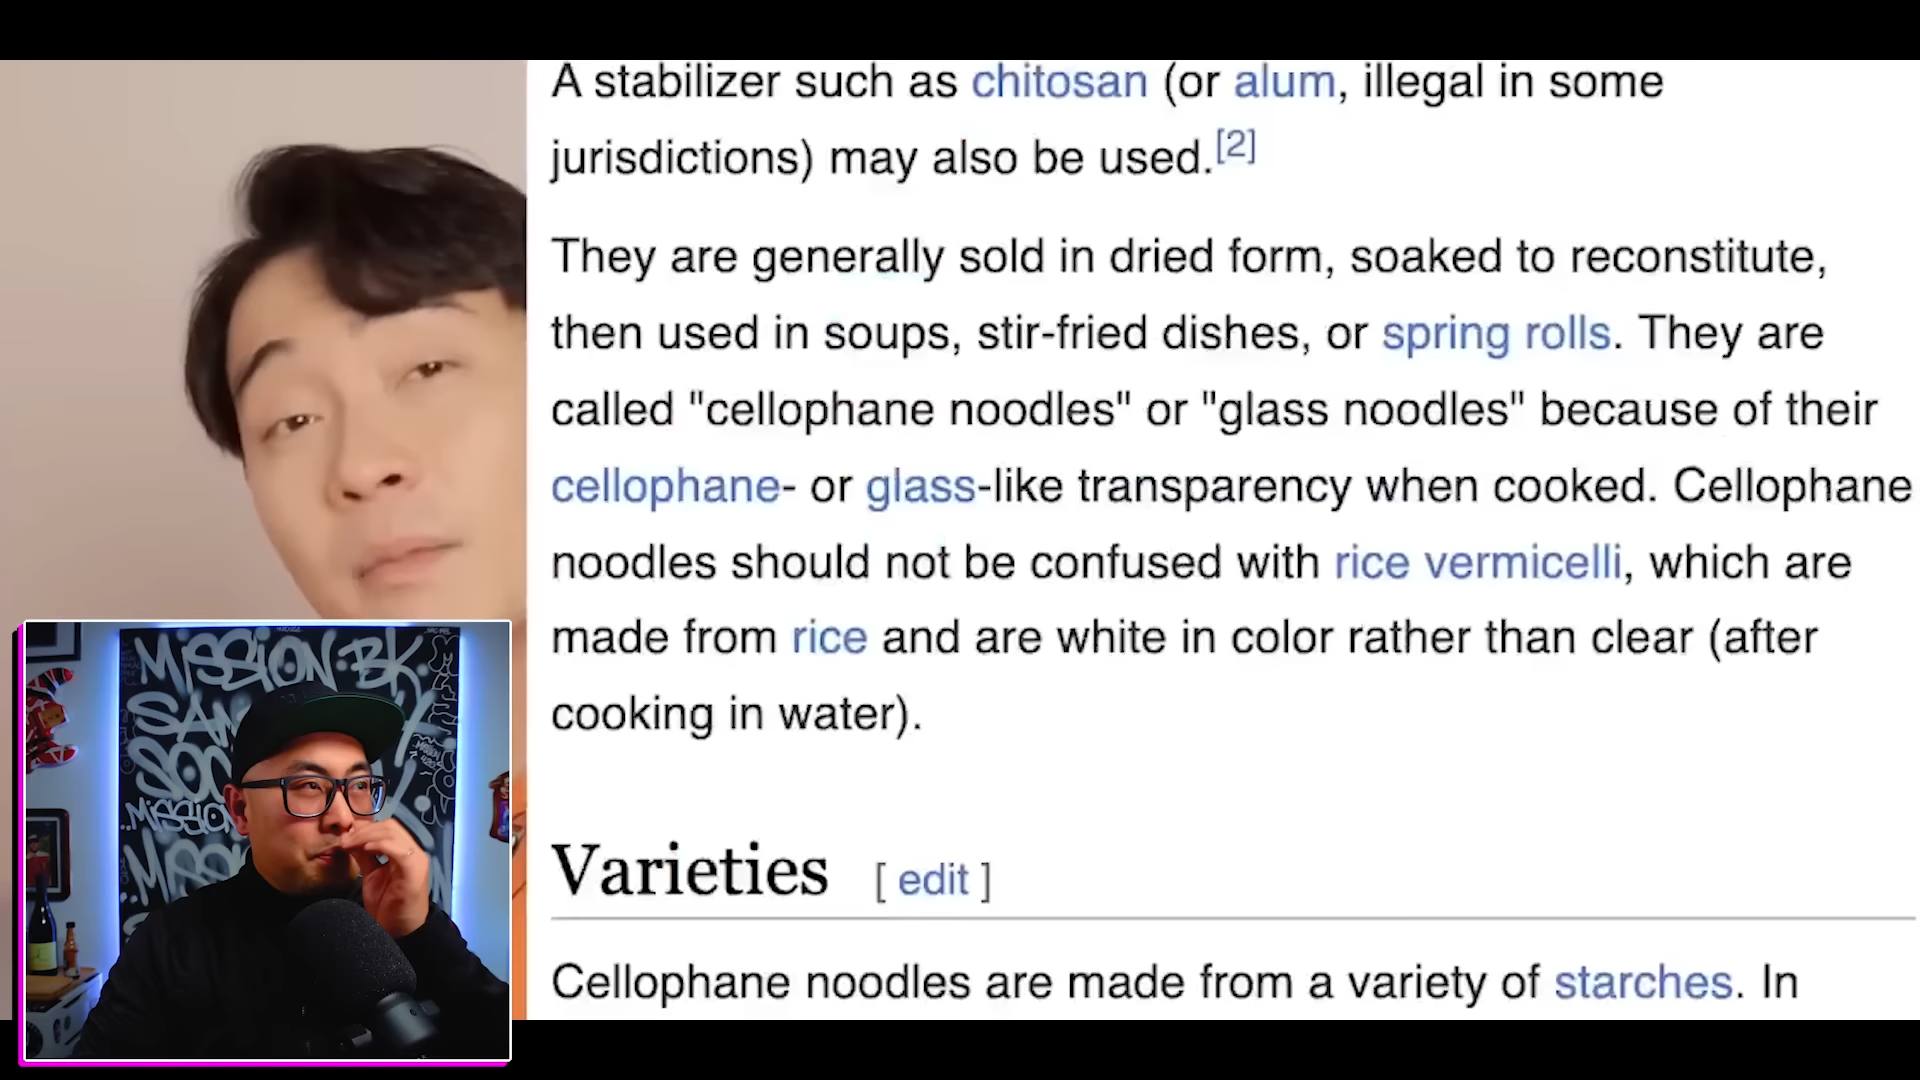 A stabilizer such as chitosan (or alum, illegal in some
jurisdictions) may also be used.[2]
They are generally sold in dried form, soaked to reconstitute,
then used in soups, stir-fried dishes, or spring rolls. They are
called "cellophane noodles" or "glass noodles" because of their
cellophane- or glass-like transparency when cooked. Cellophane
noodles should not be confused with rice vermicelli, which are
made from rice and are white in color rather than clear (after
cooking in water).
Varieties [ edit ]
Cellophane noodles are made from a variety of starches. In
MiSSiON BK
MiSSiON